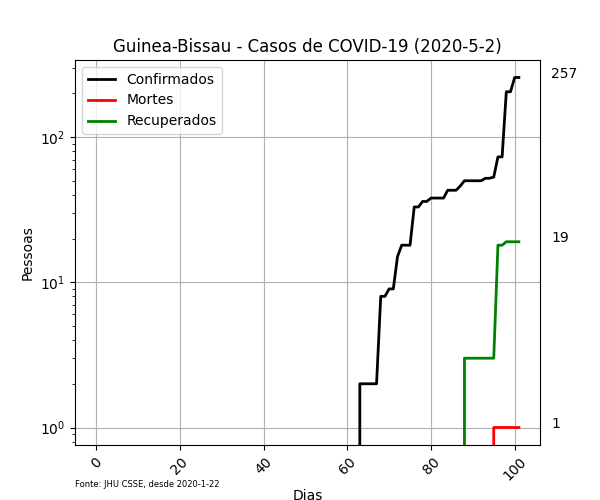 Guinea-Bissau - Casos de COVID-19 (2020-5-2)
Confirmados
Mortes
Recuperados
257
19
1
Pessoas
10²
10¹
10⁰
0 20 40 60 80 100
Fonte: JHU CSSE, desde 2020-1-22
Dias